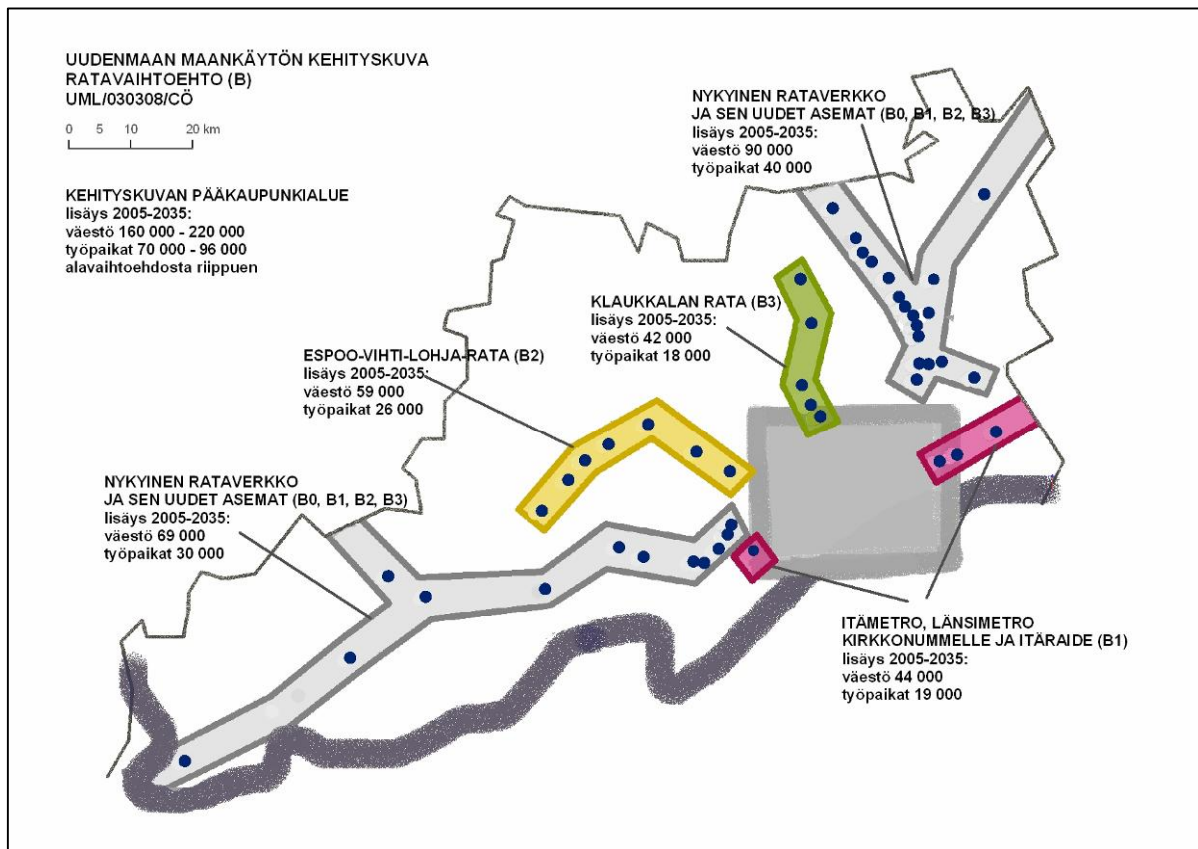 UUDENMAAN MAANKÄYTÖN KEHITYSKUVA
RATAVAIHTOEHTO (B)
UML/030308/CÖ
0 5 10 20 km
KEHITYSKUVAN PÄÄKAUPUNKIALUE
lisäys 2005-2035:
väestö 160 000 - 220 000
työpaikat 70 000 - 96 000
alavaihtoehdosta riippuen
NYKYINEN RATAVERKKO
JA SEN UUDET ASEMAT (B0, B1, B2, B3)
lisäys 2005-2035:
väestö 90 000
työpaikat 40 000
KLAUKKALAN RATA (B3)
lisäys 2005-2035:
väestö 42 000
työpaikat 18 000
ESPOO-VIHTI-LOHJA-RATA (B2)
lisäys 2005-2035:
väestö 59 000
työpaikat 26 000
NYKYINEN RATAVERKKO
JA SEN UUDET ASEMAT (B0, B1, B2, B3)
lisäys 2005-2035:
väestö 69 000
työpaikat 30 000
ITÄMETRO, LÄNSIMETRO
KIRKKONUMMELLE JA ITÄRAIDE (B1)
lisäys 2005-2035:
väestö 44 000
työpaikat 19 000